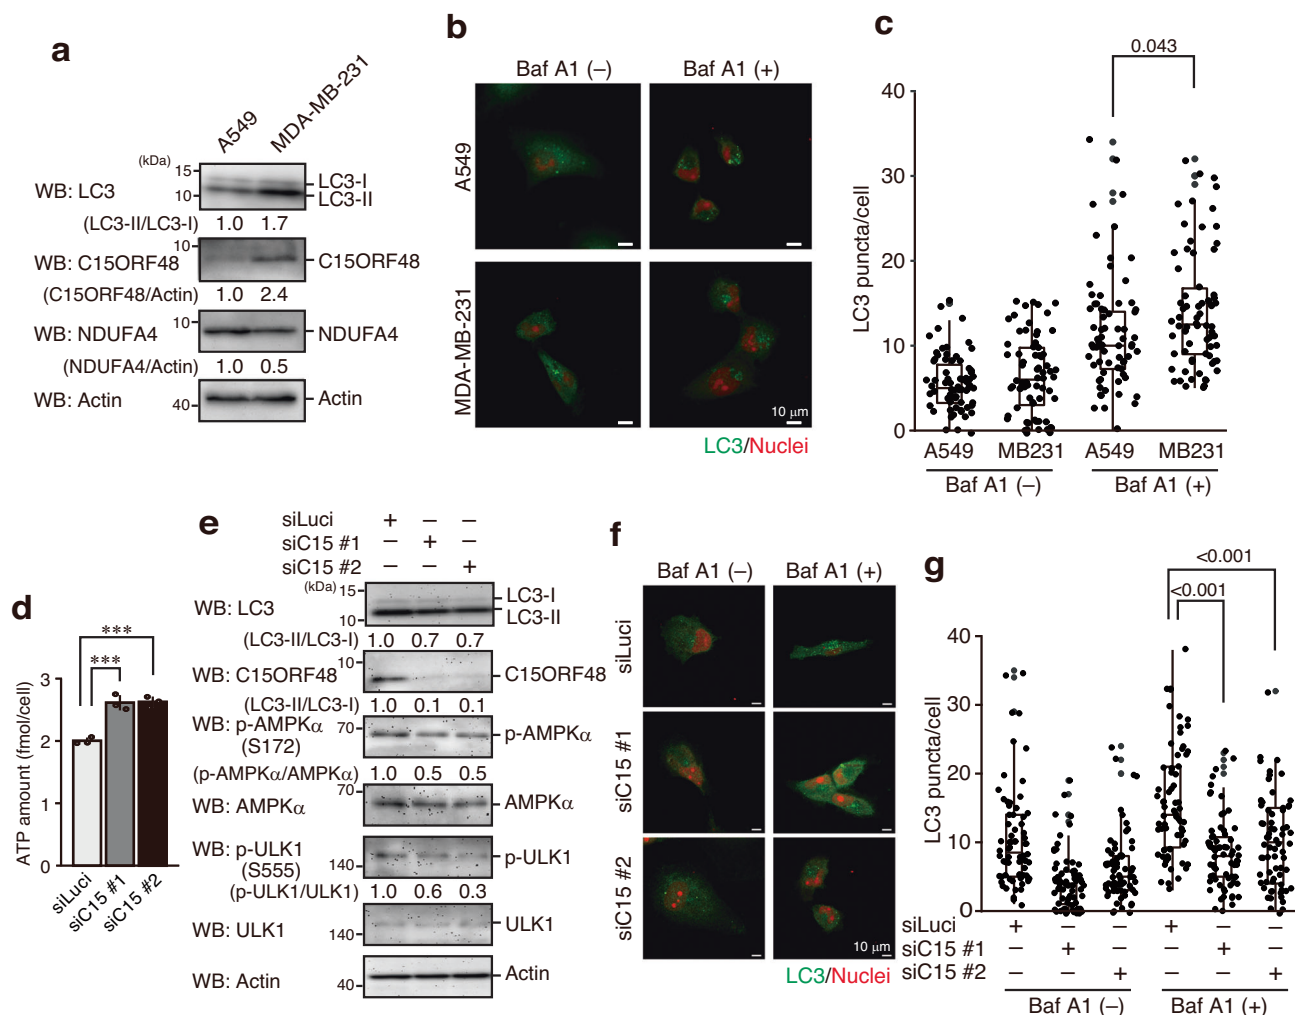 a
A549
MDA-MB-231
(kDa)
15
10
WB: LC3
LC3-I
LC3-II
(LC3-II/LC3-I) 1.0 1.7
10
WB: C15ORF48
C15ORF48
(C15ORF48/Actin) 1.0 2.4
10
WB: NDUFA4
NDUFA4
(NDUFA4/Actin) 1.0 0.5
WB: Actin
40
Actin
b
Baf A1 (–) Baf A1 (+)
A549
MDA-MB-231
10 μm
LC3/Nuclei
c
0.043
LC3 puncta/cell
40
30
20
10
0
A549 MB231 A549 MB231
Baf A1 (–) Baf A1 (+)
d
*** 
***
ATP amount (fmol/cell)
3
2
1
0
siLuci
siC15 #1
siC15 #2
e
siLuci + – –
siC15 #1 – + –
siC15 #2 – – +
(kDa)
15
10
WB: LC3
LC3-I
LC3-II
(LC3-II/LC3-I) 1.0 0.7 0.7
10
WB: C15ORF48
C15ORF48
(LC3-II/LC3-I) 1.0 0.1 0.1
WB: p-AMPKα
(S172)
70
p-AMPKα
(p-AMPKα/AMPKα) 1.0 0.5 0.5
70
WB: AMPKα
AMPKα
WB: p-ULK1
(S555)
140
p-ULK1
(p-ULK1/ULK1) 1.0 0.6 0.3
WB: ULK1
140
ULK1
WB: Actin
40
Actin
f
Baf A1 (–) Baf A1 (+)
siLuci
siC15 #1
siC15 #2
10 μm
LC3/Nuclei
g
<0.001
<0.001
LC3 puncta/cell
40
30
20
10
0
siLuci + – – + – –
siC15 #1 – + – – + –
siC15 #2 – – + – – +
Baf A1 (–) Baf A1 (+)